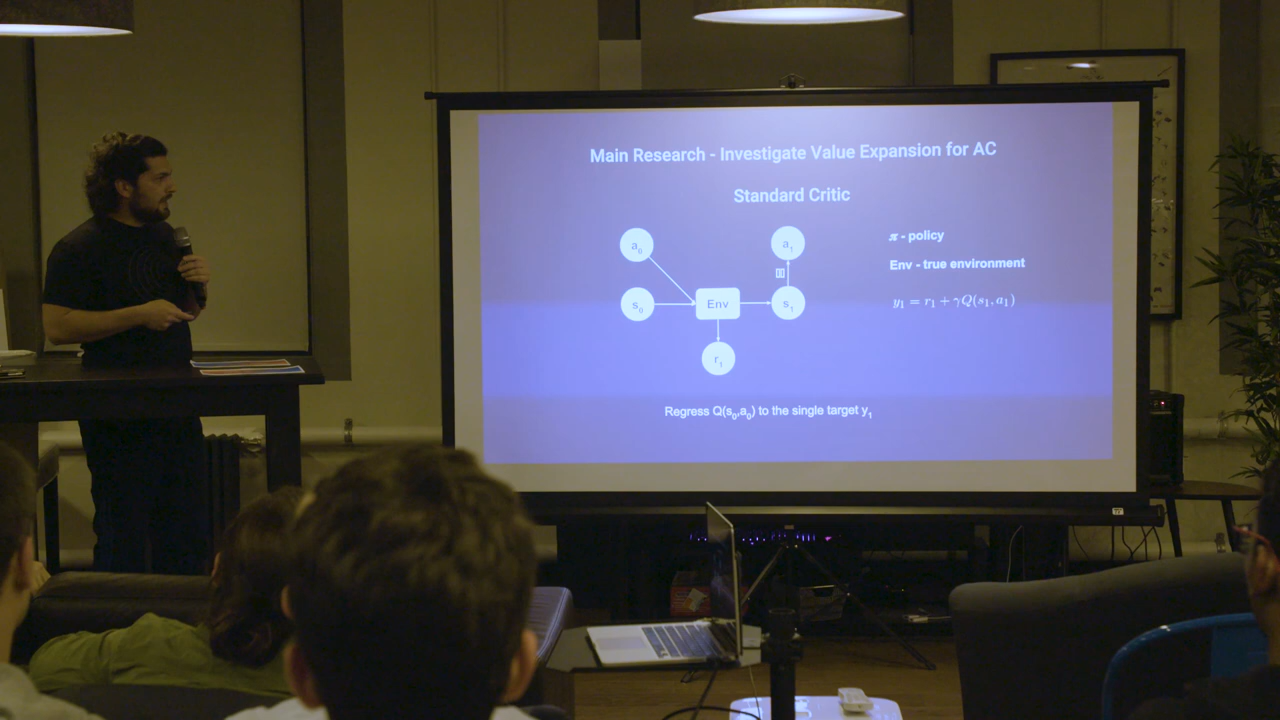 Main Research - Investigate Value Expansion for AC
Standard Critic
a₀
a₁
π - policy
Env - true environment
s₀
Env
s₁
y₁ = r₁ + γQ(s₁, a₁)
r₁
Regress Q(s₀,a₀) to the single target y₁